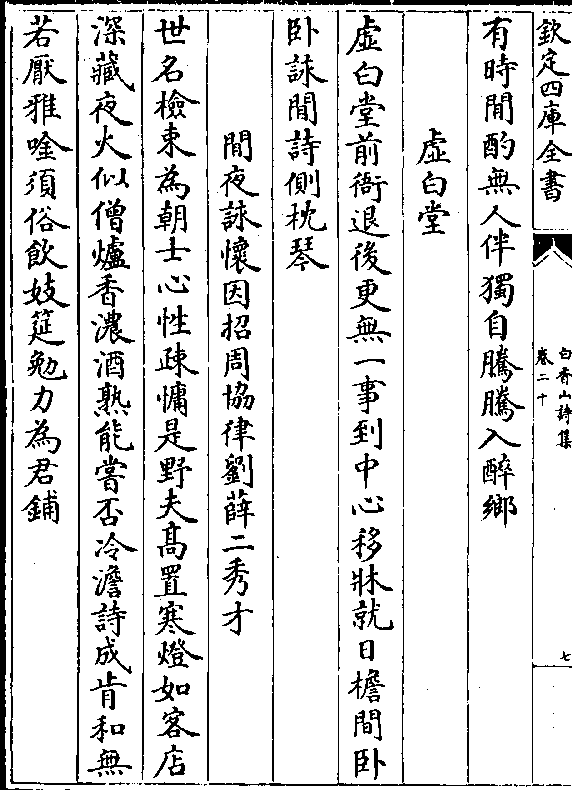 欽定四庫全書
白香山詩集
卷二十
七
有時閒酌無人伴獨自騰騰入醉鄉
虛白堂
虛白堂前衙退後更無一事到中心移牀就日檐間卧
卧詠閒詩側枕琴
閒夜詠懷因招周協律劉薛二秀才
世名檢束為朝士心性疎慵是野夫髙置寒燈如客店
深藏夜火似僧爐香濃酒熟能嘗否冷澹詩成肯和無
若厭雅唫須俗飲妓筵勉力為君鋪